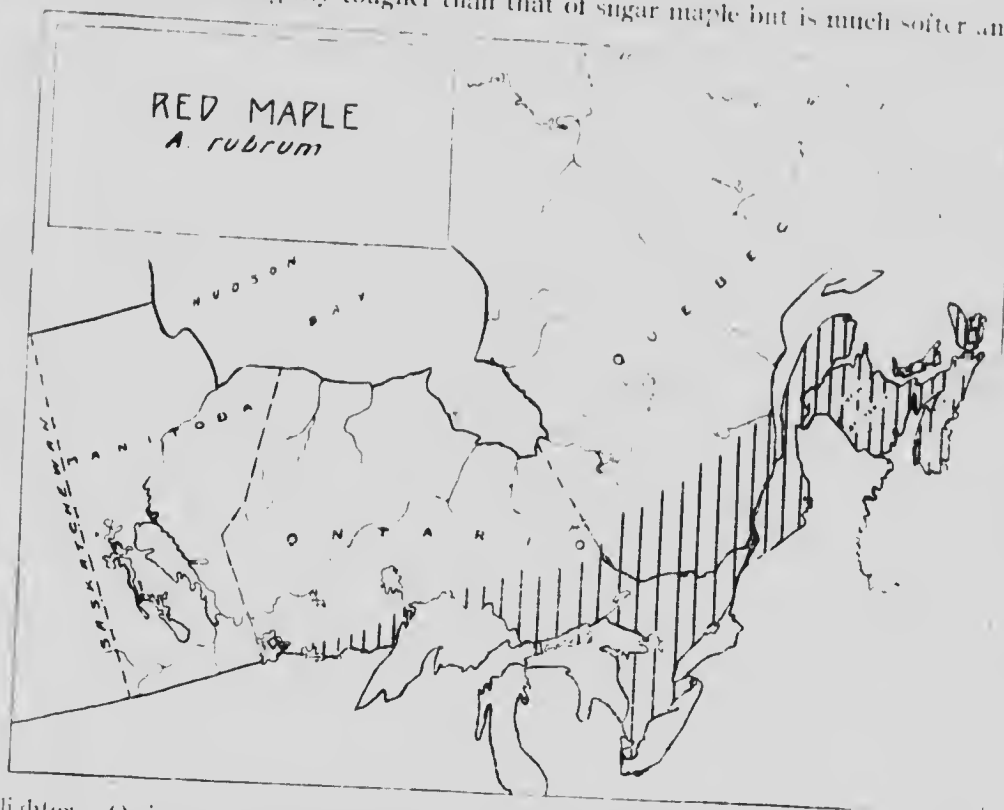 tougher than that of sugar maple but is much softer an
RED MAPLE
A. rubrum
HUDSON
BAY
QUEBEC
MANITOBA
ONTARIO
SASKATCHEWAN
lighter.